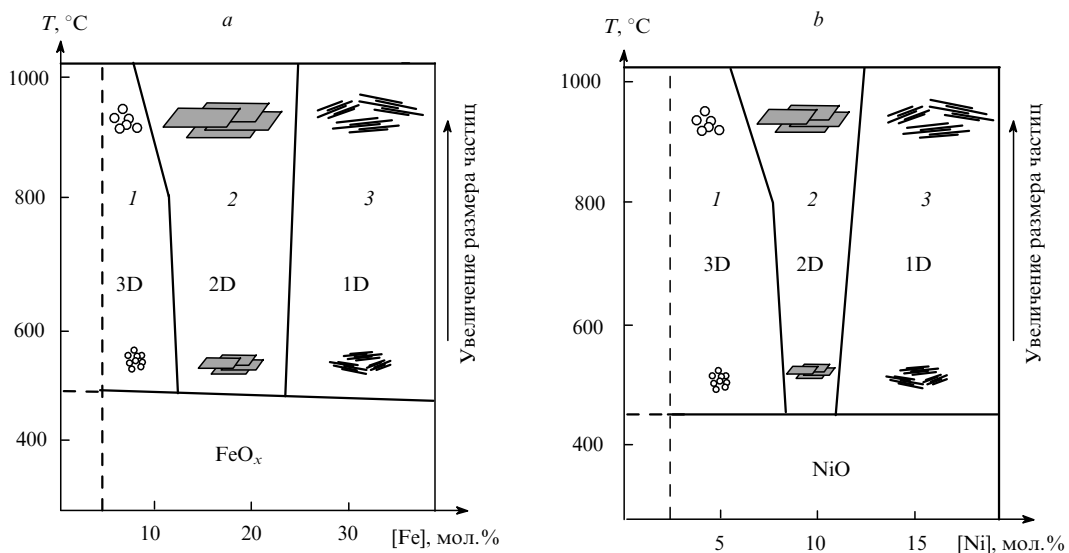 a
T, °C
1000
800
600
400
1
2
3
3D
2D
1D
FeOx
10
20
30
[Fe], мол.%
Увеличение размера частиц
b
T, °C
1000
800
600
400
1
2
3
3D
2D
1D
NiO
5
10
15
[Ni], мол.%
Увеличение размера частиц